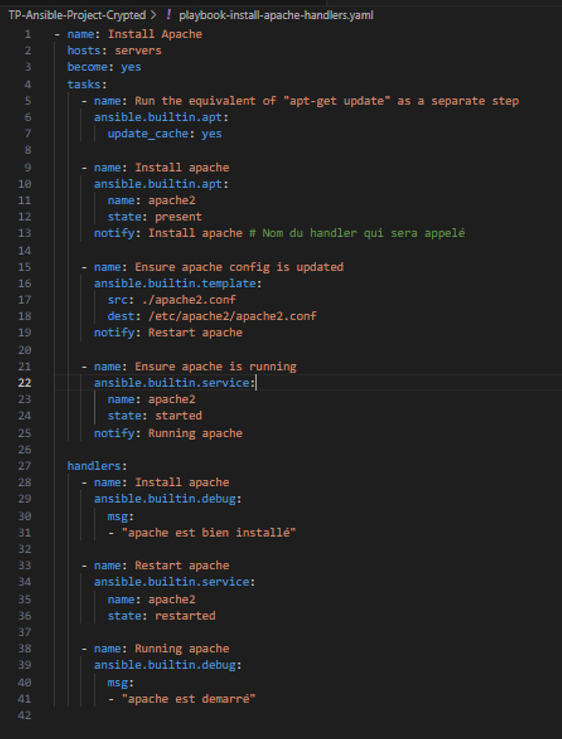 TP-Ansible-Project-Crypted > ! playbook-install-apache-handlers.yaml
1 - name: Install Apache
2 hosts: servers
3 become: yes
4 tasks:
5 - name: Run the equivalent of "apt-get update" as a separate step
6 ansible.builtin.apt:
7 update_cache: yes
8
9 - name: Install apache
10 ansible.builtin.apt:
11 name: apache2
12 state: present
13 notify: Install apache # Nom du handler qui sera appelé
14
15 - name: Ensure apache config is updated
16 ansible.builtin.template:
17 src: ./apache2.conf
18 dest: /etc/apache2/apache2.conf
19 notify: Restart apache
20
21 - name: Ensure apache is running
22 ansible.builtin.service:
23 name: apache2
24 state: started
25 notify: Running apache
26
27 handlers:
28 - name: Install apache
29 ansible.builtin.debug:
30 msg:
31 - "apache est bien installé"
32
33 - name: Restart apache
34 ansible.builtin.service:
35 name: apache2
36 state: restarted
37
38 - name: Running apache
39 ansible.builtin.debug:
40 msg:
41 - "apache est demarré"
42